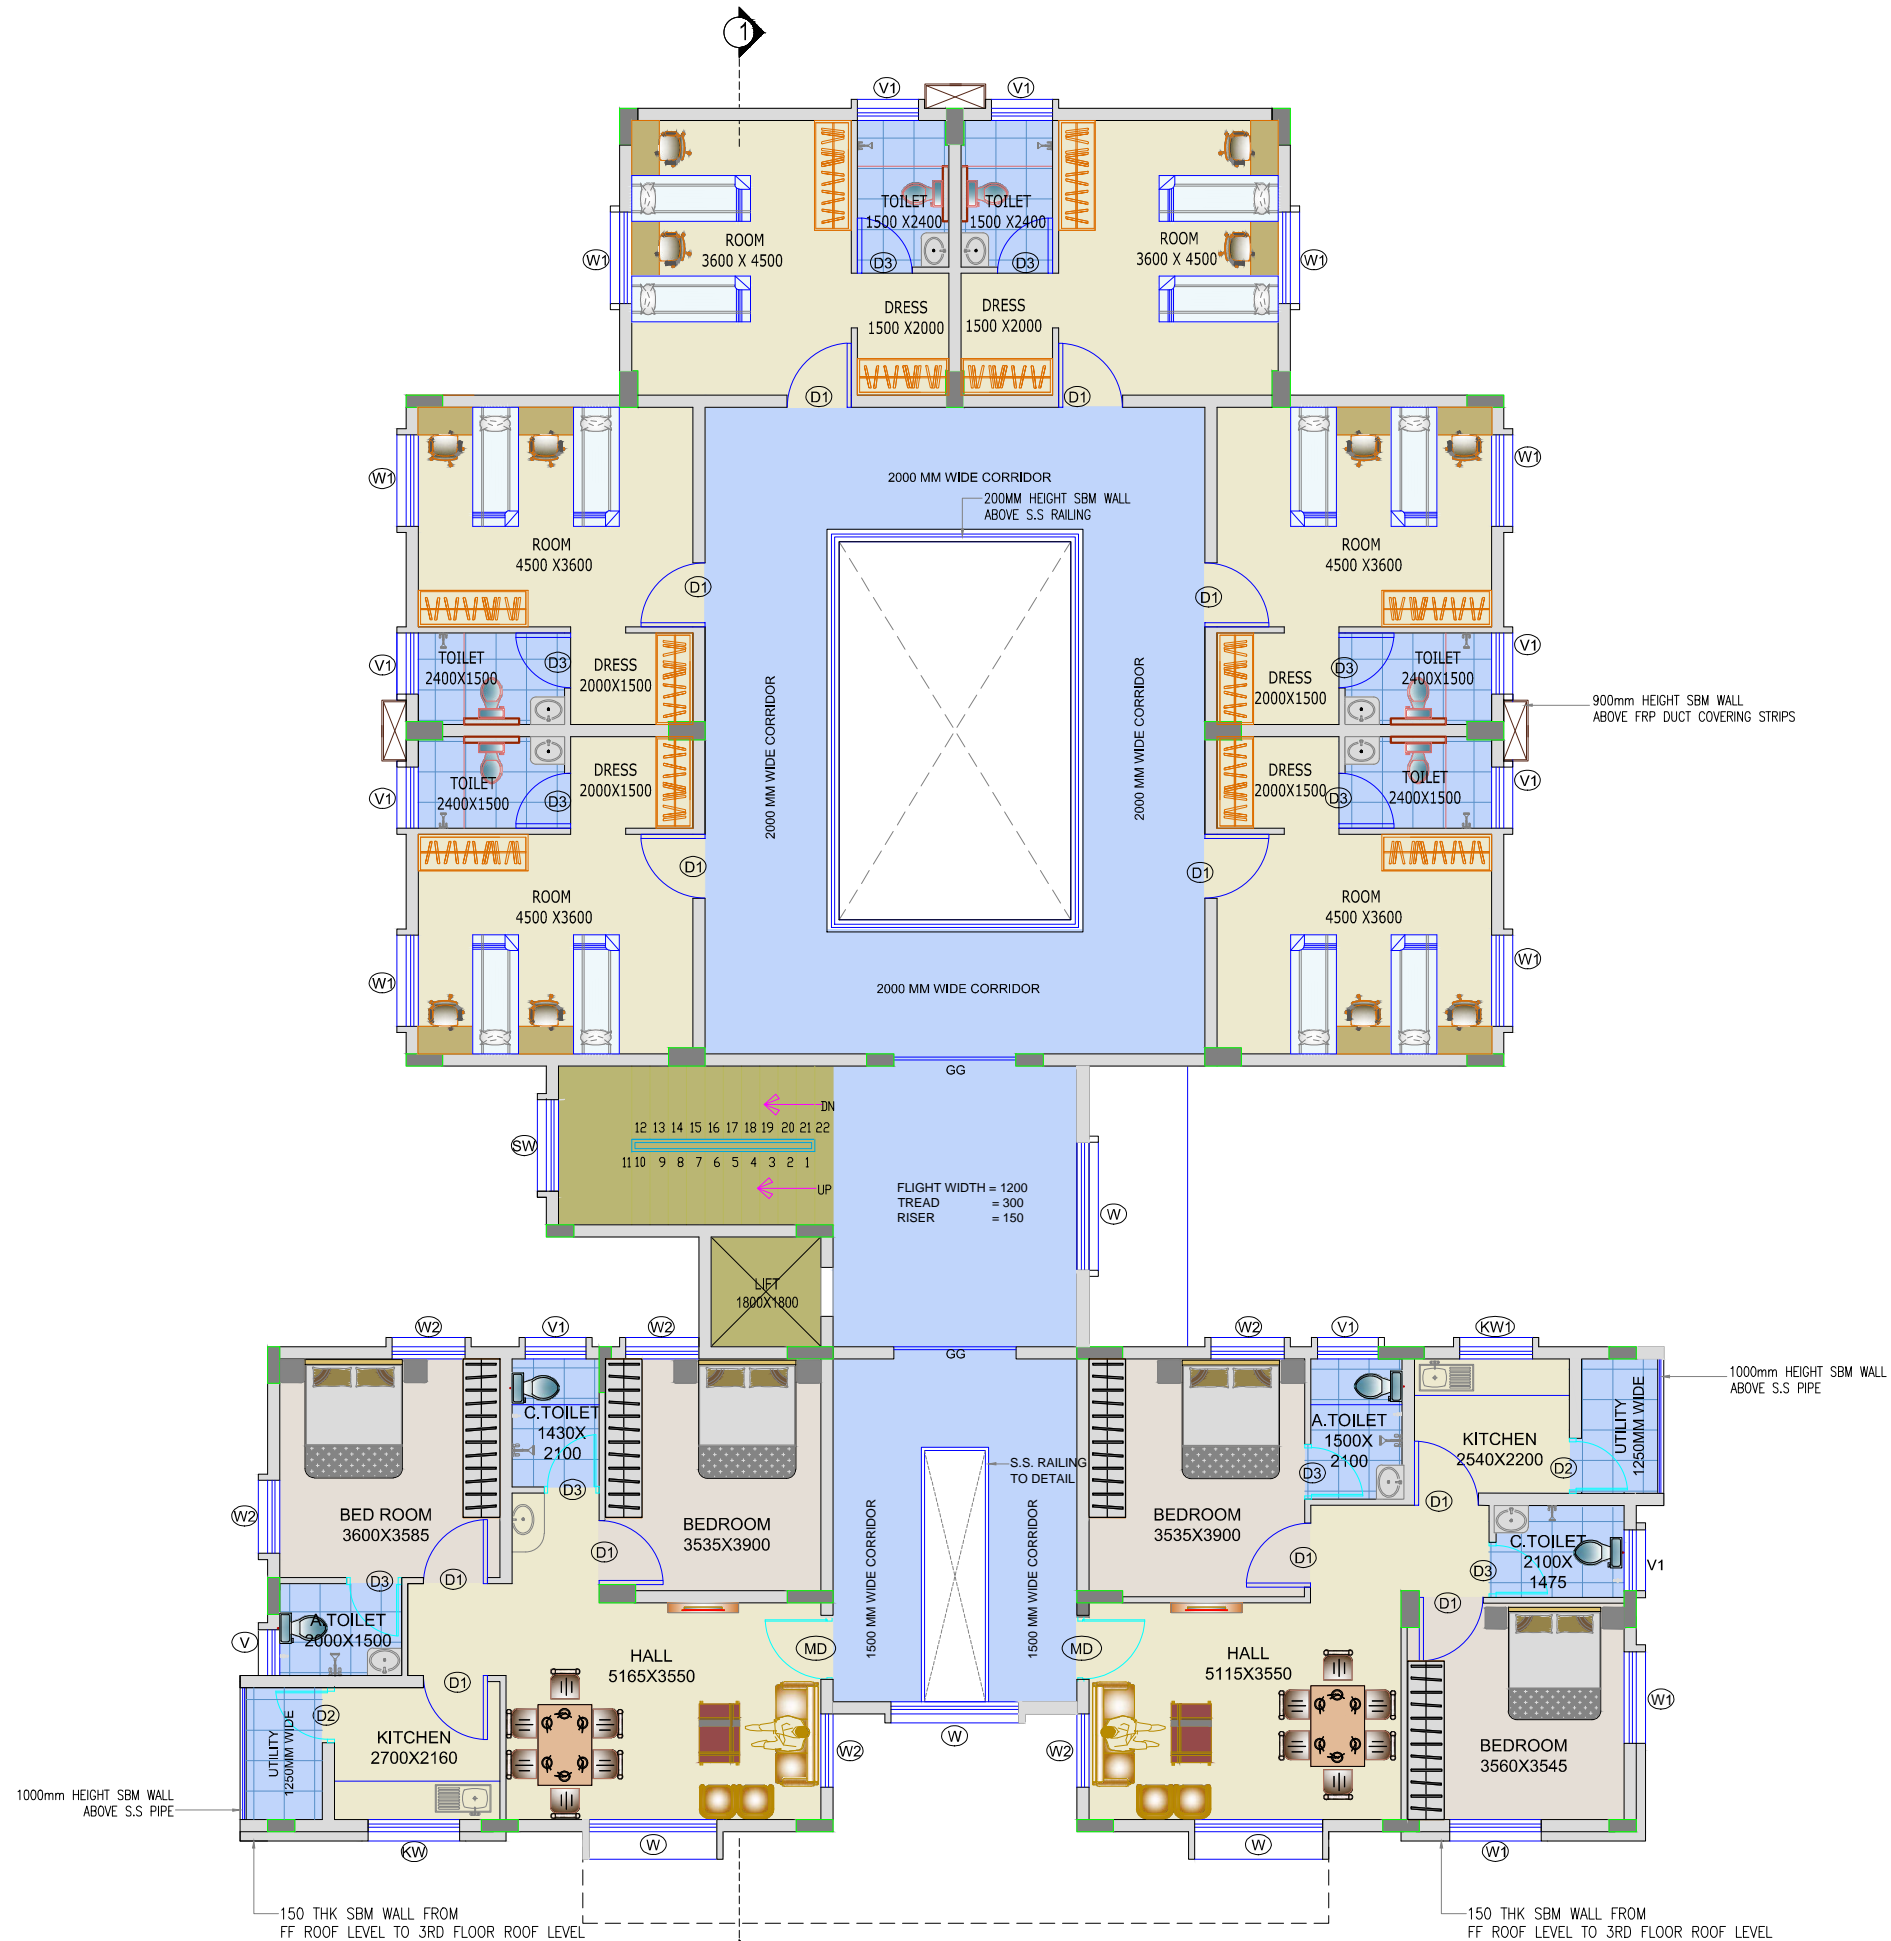 1
V1
V1
TOILET
1500 X2400
TOILET
1500 X2400
ROOM
3600 X 4500
ROOM
3600 X 4500
W1
W1
D3
D3
DRESS
1500 X2000
DRESS
1500 X2000
D1
D1
W1
W1
2000 MM WIDE CORRIDOR
200MM HEIGHT SBM WALL
ABOVE S.S RAILING
ROOM
4500 X3600
ROOM
4500 X3600
D1
D1
V1
TOILET
2400X1500
D3
DRESS
2000X1500
DRESS
2000X1500
D3
TOILET
2400X1500
V1
2000 MM WIDE CORRIDOR
2000 MM WIDE CORRIDOR
900mm HEIGHT SBM WALL
ABOVE FRP DUCT COVERING STRIPS
V1
TOILET
2400X1500
D3
DRESS
2000X1500
DRESS
2000X1500
D3
TOILET
2400X1500
V1
D1
D1
ROOM
4500 X3600
ROOM
4500 X3600
W1
W1
2000 MM WIDE CORRIDOR
GG
DN
12 13 14 15 16 17 18 19 20 21 22
SW
11 10 9 8 7 6 5 4 3 2 1
UP
FLIGHT WIDTH = 1200
TREAD = 300
RISER = 150
W
LIFT
1800X1800
W2
V1
W2
GG
W2
V1
KW1
1000mm HEIGHT SBM WALL
ABOVE S.S PIPE
C.TOILET
1430X
2100
A.TOILET
1500X
2100
KITCHEN
2540X2200
UTILITY
1250MM WIDE
S.S. RAILING
TO DETAIL
D3
D3
D2
D1
W2
BED ROOM
3600X3585
BEDROOM
3535X3900
BEDROOM
3535X3900
D1
D1
1500 MM WIDE CORRIDOR
1500 MM WIDE CORRIDOR
C.TOILET
2100X
1475
D3
V1
D3
D1
D1
V
A.TOILET
2000X1500
MD
MD
HALL
5165X3550
HALL
5115X3550
D1
W1
D2
UTILITY
1250MM WIDE
KITCHEN
2700X2160
W2
W
W2
BEDROOM
3560X3545
1000mm HEIGHT SBM WALL
ABOVE S.S PIPE
KW
W
W
W1
150 THK SBM WALL FROM
FF ROOF LEVEL TO 3RD FLOOR ROOF LEVEL
150 THK SBM WALL FROM
FF ROOF LEVEL TO 3RD FLOOR ROOF LEVEL